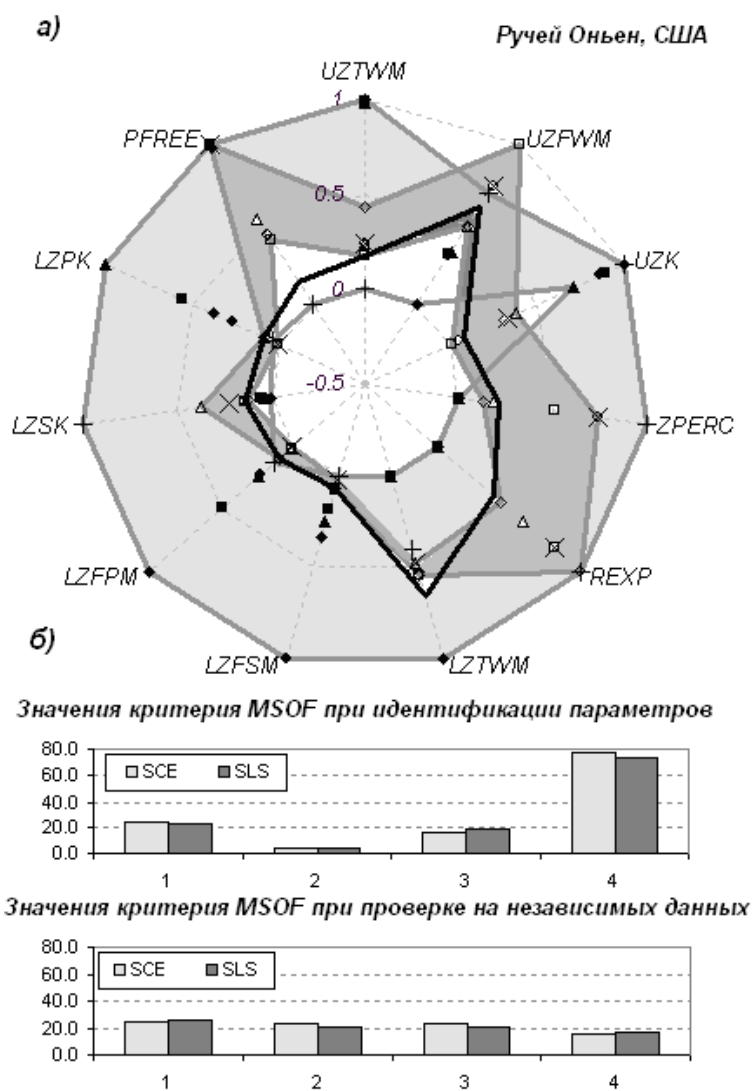 а)
Ручей Оньен, США
UZTWM
1
PFREE
UZFWM
0.5
LZPK
UZK
0
-0.5
LZSK
ZPERC
LZFPM
REXP
LZFSM
LZTWM
б)
Значения критерия MSOF при идентификации параметров
80.0
SCE SLS
60.0
40.0
20.0
0.0
1 2 3 4
Значения критерия MSOF при проверке на независимых данных
80.0
SCE SLS
60.0
40.0
20.0
0.0
1 2 3 4